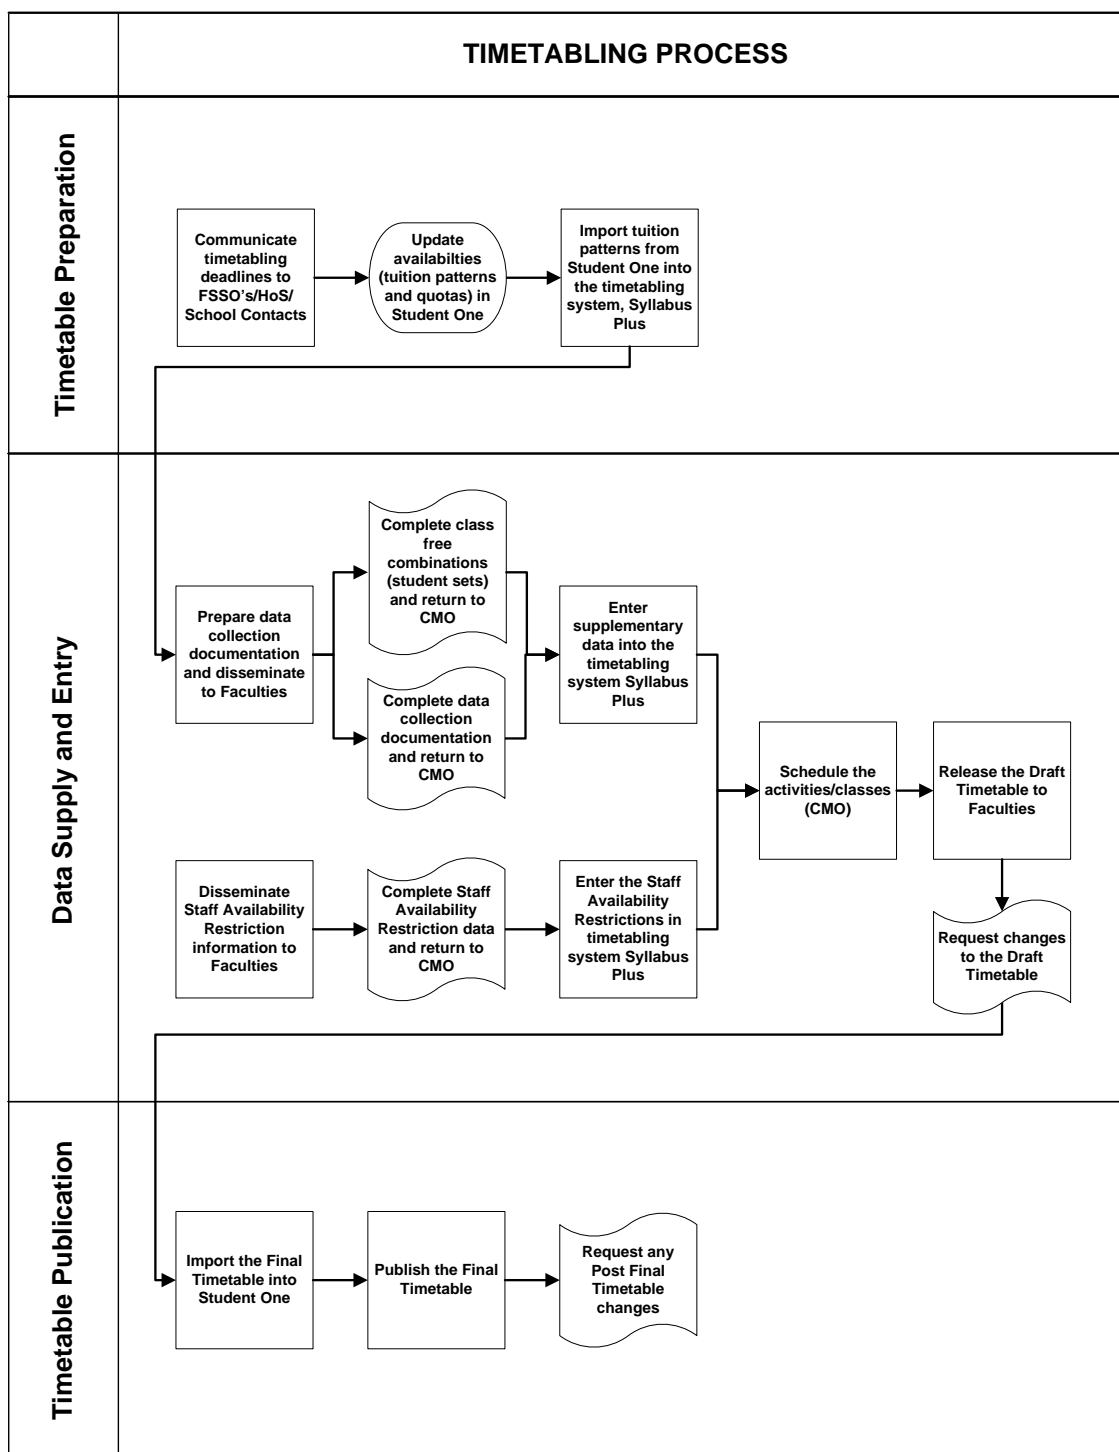 TIMETABLING PROCESS
Timetable Preparation
Communicate
timetabling
deadlines to
FSSO's/HoS/
School Contacts
Update
availabilties
(tuition patterns
and quotas) in
Student One
Import tuition
patterns from
Student One into
the timetabling
system, Syllabus
Plus
Data Supply and Entry
Prepare data
collection
documentation
and disseminate
to Faculties
Complete class
free
combinations
(student sets)
and return to
CMO
Complete data
collection
documentation
and return to
CMO
Enter
supplementary
data into the
timetabling
system Syllabus
Plus
Disseminate
Staff Availability
Restriction
information to
Faculties
Complete Staff
Availability
Restriction data
and return to
CMO
Enter the Staff
Availability
Restrictions in
timetabling
system Syllabus
Plus
Schedule the
activities/classes
(CMO)
Release the Draft
Timetable to
Faculties
Request changes
to the Draft
Timetable
Timetable Publication
Import the Final
Timetable into
Student One
Publish the Final
Timetable
Request any
Post Final
Timetable
changes